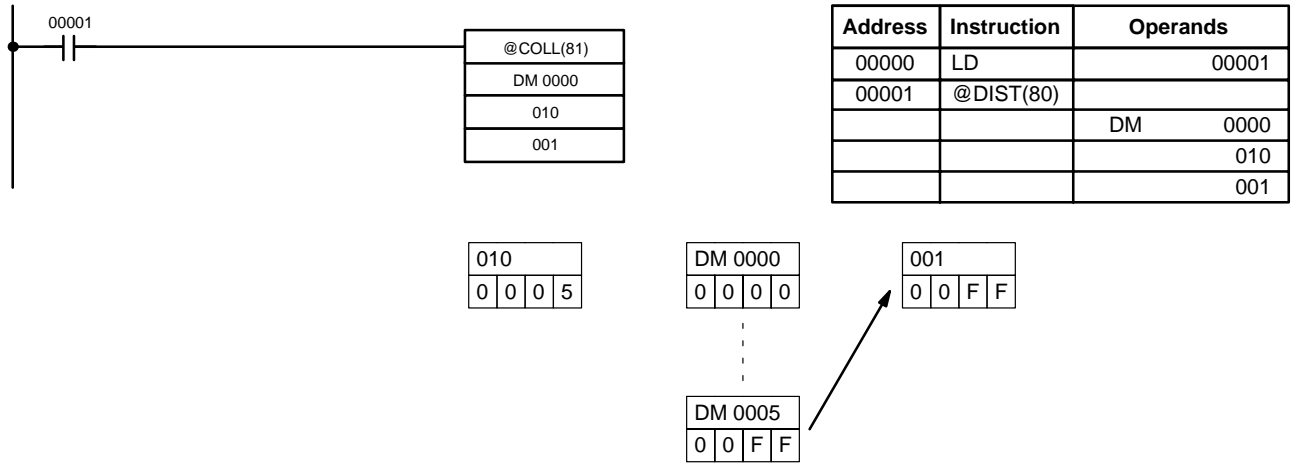 00001
@COLL(81)
DM 0000
010
001
Address Instruction Operands
00000 LD 00001
00001 @DIST(80)
DM 0000
010
001
010 DM 0000 001
0 0 0 5 0 0 0 0 0 0 F F
DM 0005
0 0 F F